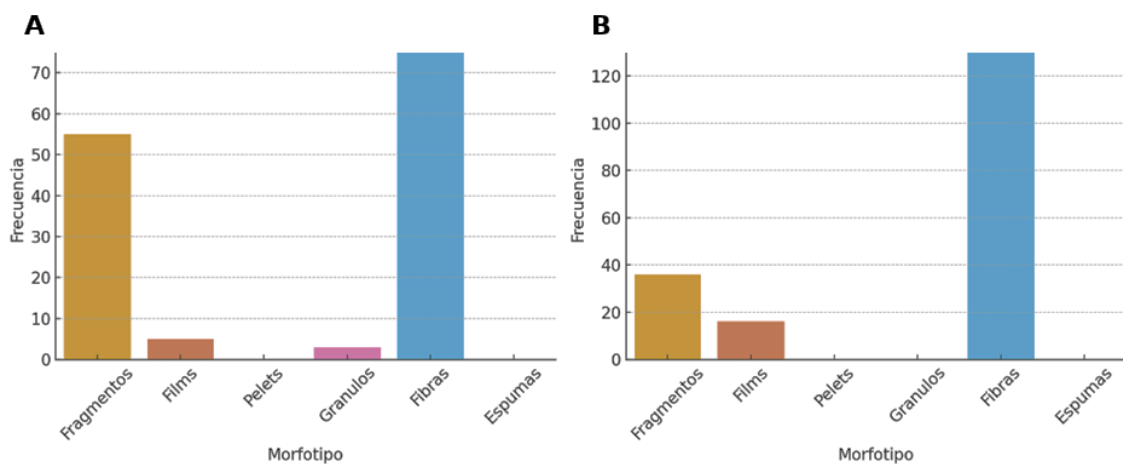 A
70
60
50
40
30
20
10
0
Frecuencia
Fragmentos
Films
Pelets
Granulos
Fibras
Espumas
Morfotipo
B
120
100
80
60
40
20
0
Frecuencia
Fragmentos
Films
Pelets
Granulos
Fibras
Espumas
Morfotipo